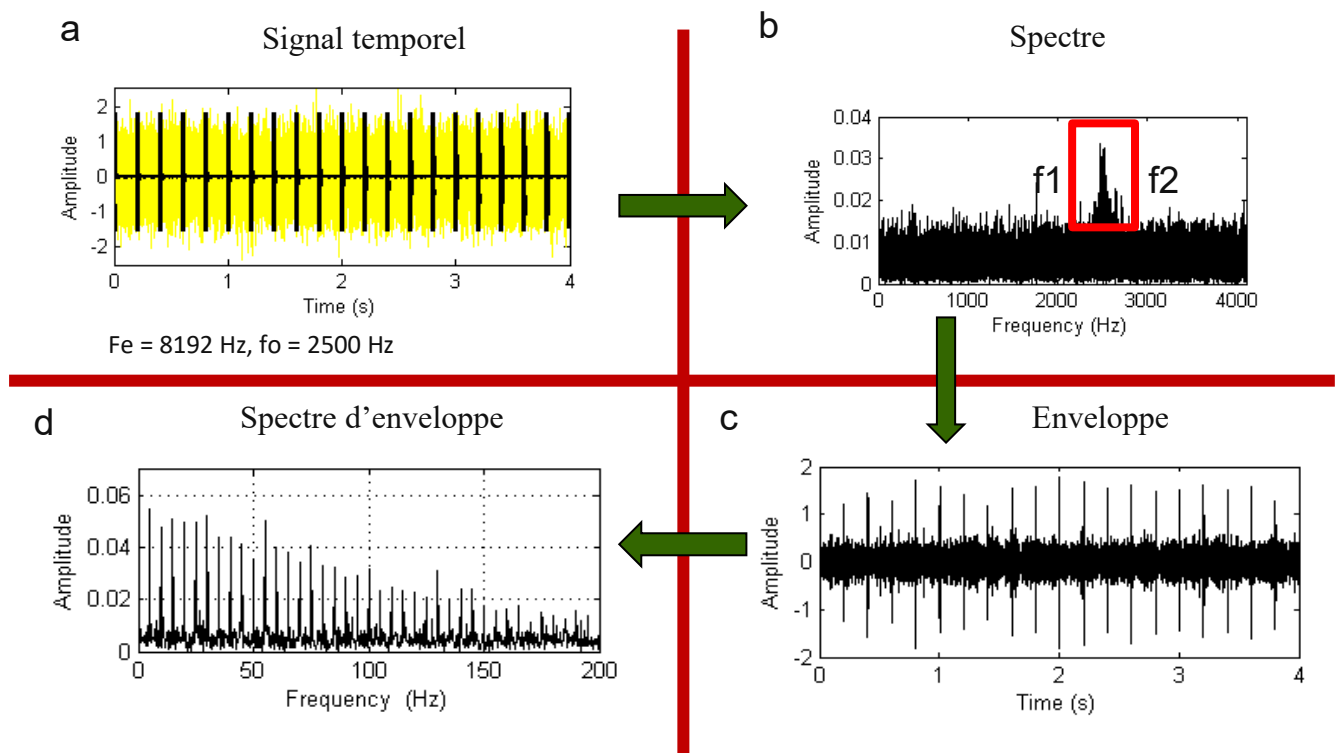 a
Signal temporel
Amplitude
2
1
0
-1
-2
0 1 2 3 4
Time (s)
Fe = 8192 Hz, fo = 2500 Hz
b
Spectre
Amplitude
0.04
0.03
0.02
0.01
0
f1 f2
0 1000 2000 3000 4000
Frequency (Hz)
d
Spectre d’enveloppe
Amplitude
0.06
0.04
0.02
0
0 50 100 150 200
Frequency (Hz)
c
Enveloppe
Amplitude
2
1
0
-1
-2
0 1 2 3 4
Time (s)